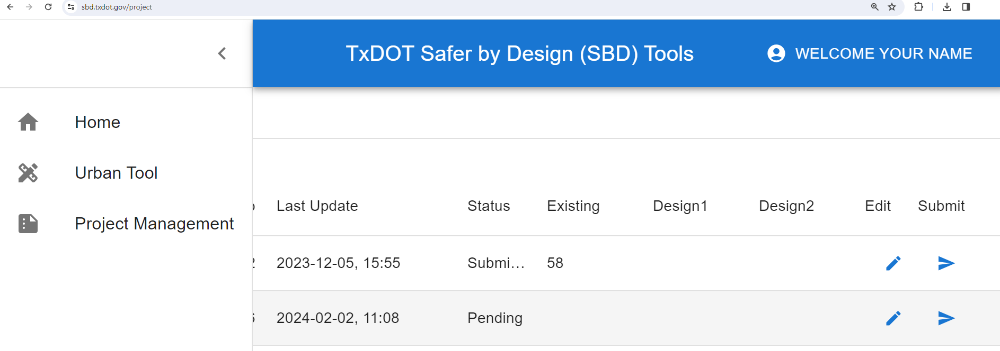 sbd.txdot.gov/project
TxDOT Safer by Design (SBD) Tools
WELCOME YOUR NAME
Home
Urban Tool
Project Management
Last Update Status Existing Design1 Design2 Edit Submit
2023-12-05, 15:55 Submi... 58
2024-02-02, 11:08 Pending